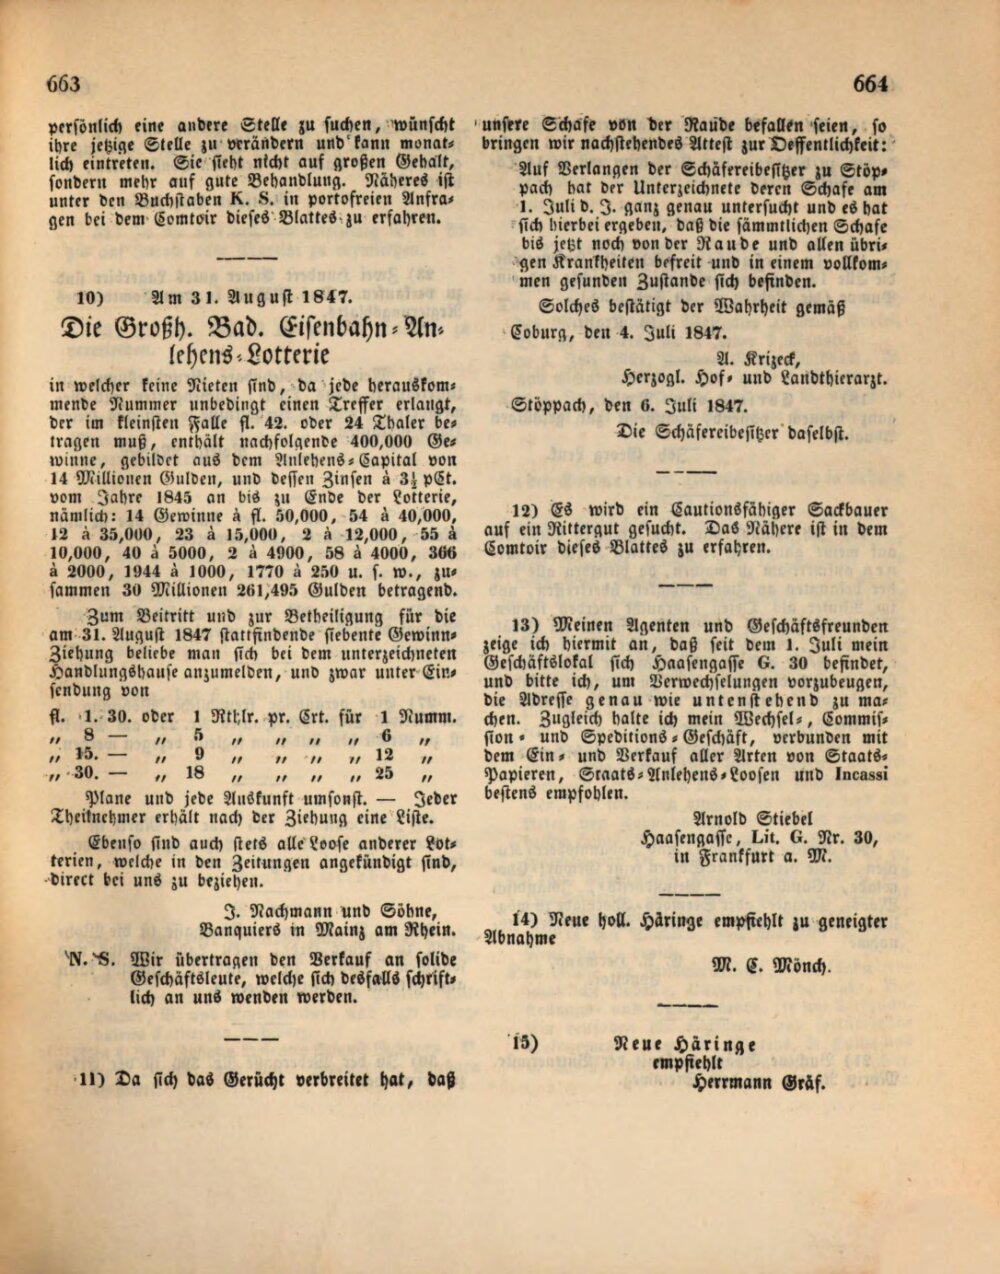 663
persönlich eine andere Stelle zu suchen, wünscht
ihre jetzige Stelle zu verändern und kann monat⸗
lich eintreten. Sie sieht nicht auf großen Gehalt,
sondern mehr auf gute Behandlung. Näheres ist
unter den Buchstaben K. S. in portofreien Anfra⸗
gen bei dem Comtoir dieses Blattes zu erfahren.
10) Am 31. August 1847.
Die Großh. Bad. Eisenbahn⸗An⸗
lehens⸗Lotterie
in welcher keine Nieten sind, da jede herauskom⸗
mende Nummer unbedingt einen Treffer erlangt,
der im kleinsten Falle fl. 42. oder 24 Thaler be⸗
tragen muß, enthält nachfolgende 400,000 Ge⸗
winne, gebildet aus dem Anlehens⸗Capital von
14 Millionen Gulden, und dessen Zinsen à 3½ pCt.
vom Jahre 1845 an bis zu Ende der Lotterie,
nämlich: 14 Gewinne à fl. 50,000, 54 à 40,000,
12 à 35,000, 23 à 15,000, 2 à 12,000, 55 à
10,000, 40 à 5000, 2 à 4900, 58 à 4000, 366
à 2000, 1944 à 1000, 1770 à 250 u. s. w., zu⸗
sammen 30 Millionen 261,495 Gulden betragend.
Zum Beitritt und zur Betheiligung für die
am 31. August 1847 stattfindende siebente Gewinn⸗
Ziehung beliebe man sich bei dem unterzeichneten
Handlungshause anzumelden, und zwar unter Ein⸗
sendung von
fl. 1. 30. oder 1 Rthlr. pr. Crt. für 1 Numm.
„ 8 — „ 5 „ „ „ „ 6 „
„ 15. — „ 9 „ „ „ „ 12 „
„ 30. — „ 18 „ „ „ „ 25 „
Plane und jede Auskunft umsonst. — Jeder
Theilnehmer erhält nach der Ziehung eine Liste.
Ebenso sind auch stets alle Loose anderer Lot⸗
terien, welche in den Zeitungen angekündigt sind,
direct bei uns zu beziehen.
J. Nachmann und Söhne,
Banquiers in Mainz am Rhein.
N. S. Wir übertragen den Verkauf an solide
Geschäftsleute, welche sich desfalls schrift⸗
lich an uns wenden werden.
11) Da sich das Gerücht verbreitet hat, daß
664
unsere Schafe von der Raude befallen seien, so
bringen wir nachstehendes Attest zur Oeffentlichkeit:
Auf Verlangen der Schäfereibesitzer zu Stöp⸗
pach hat der Unterzeichnete deren Schafe am
1. Juli d. J. ganz genau untersucht und es hat
sich hierbei ergeben, daß die sämmtlichen Schafe
bis jetzt noch von der Raude und allen übri⸗
gen Krankheiten befreit und in einem vollkom⸗
men gesunden Zustande sich befinden.
Solches bestätigt der Wahrheit gemäß
Coburg, den 4. Juli 1847.
A. Krizeck,
Herzogl. Hof⸗ und Landthierarzt.
Stöppach, den 6. Juli 1847.
Die Schäfereibesitzer daselbst.
12) Es wird ein Cautionsfähiger Sackbauer
auf ein Rittergut gesucht. Das Nähere ist in dem
Comtoir dieses Blattes zu erfahren.
13) Meinen Agenten und Geschäftsfreunden
zeige ich hiermit an, daß seit dem 1. Juli mein
Geschäftslokal sich Haasengasse G. 30 befindet,
und bitte ich, um Verwechselungen vorzubeugen,
die Adresse genau wie untenstehend zu ma⸗
chen. Zugleich halte ich mein Wechsel⸗, Commis⸗
sion⸗ und Speditions⸗Geschäft, verbunden mit
dem Ein⸗ und Verkauf aller Arten von Staats⸗
Papieren, Staats⸗Anlehens⸗Loosen und Incassi
bestens empfohlen.
Arnold Stiebel
Haasengasse, Lit. G. Nr. 30,
in Frankfurt a. M.
14) Neue holl. Häringe empfiehlt zu geneigter
Abnahme
M. C. Mönch.
15) Neue Häringe
empfiehlt
Herrmann Gräf.